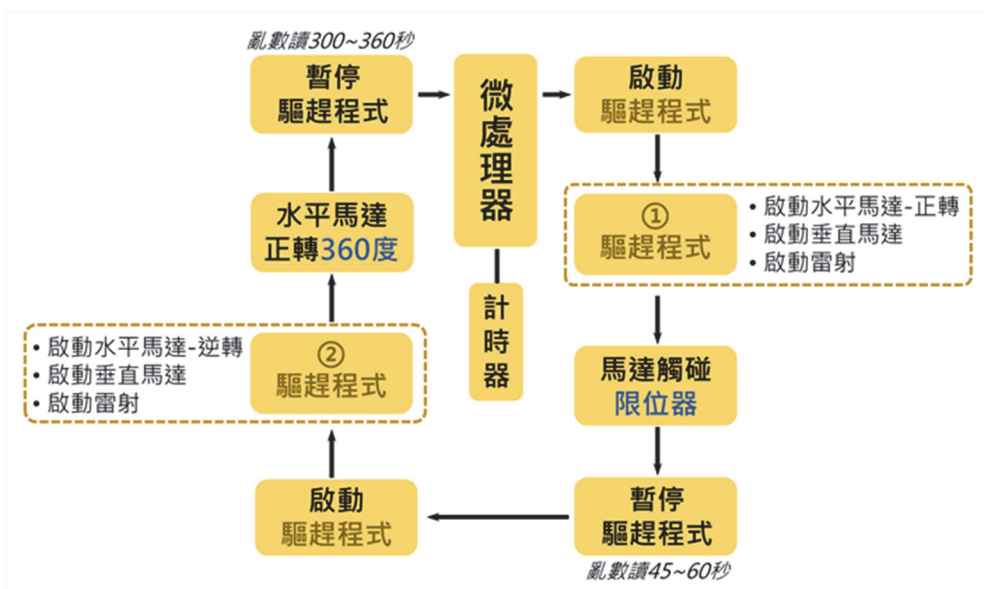 亂數讀300~360秒
暫停
驅趕程式
微處理器
啟動
驅趕程式
①
驅趕程式
• 啟動水平馬達-正轉
• 啟動垂直馬達
• 啟動雷射
水平馬達
正轉360度
計時器
• 啟動水平馬達-逆轉
• 啟動垂直馬達
• 啟動雷射
②
驅趕程式
馬達觸碰
限位器
啟動
驅趕程式
暫停
驅趕程式
亂數讀45~60秒